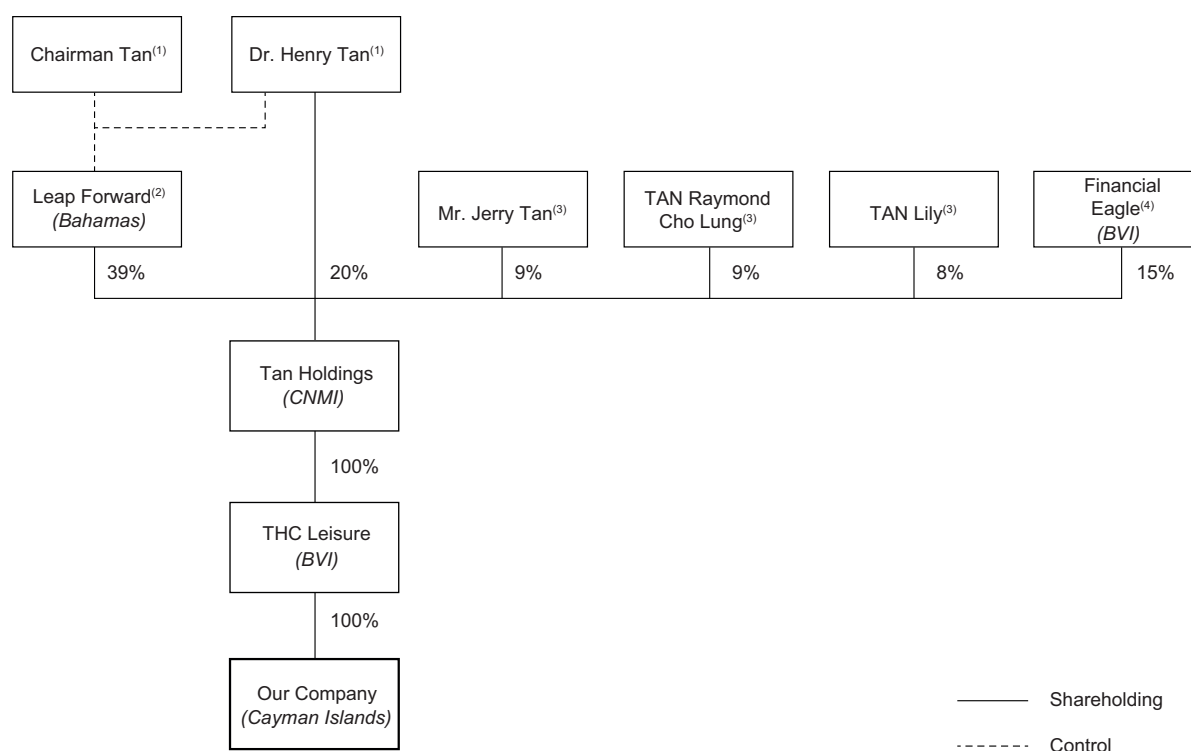 Chairman Tan(1)
Dr. Henry Tan(1)
Leap Forward(2)
(Bahamas)
Mr. Jerry Tan(3)
TAN Raymond
Cho Lung(3)
TAN Lily(3)
Financial
Eagle(4)
(BVI)
39%
20%
9%
9%
8%
15%
Tan Holdings
(CNMI)
100%
THC Leisure
(BVI)
100%
Our Company
(Cayman Islands)
Shareholding
Control